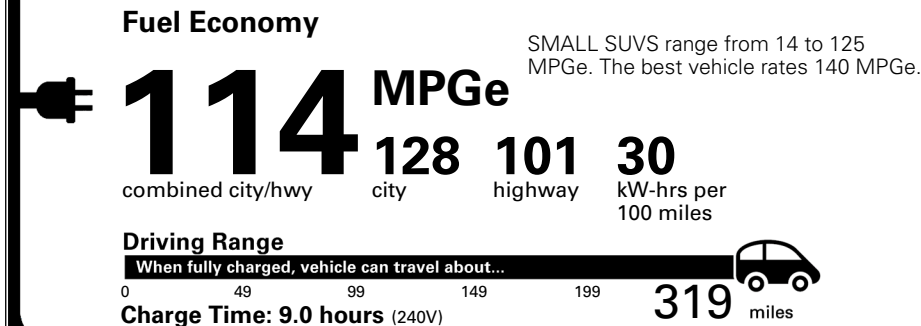 Fuel Economy
SMALL SUVS range from 14 to 125
MPGe. The best vehicle rates 140 MPGe.
114 MPGe
128 101 30
combined city/hwy city highway kW-hrs per
100 miles
Driving Range
When fully charged, vehicle can travel about...
0 49 99 149 199 319 miles
Charge Time: 9.0 hours (240V)